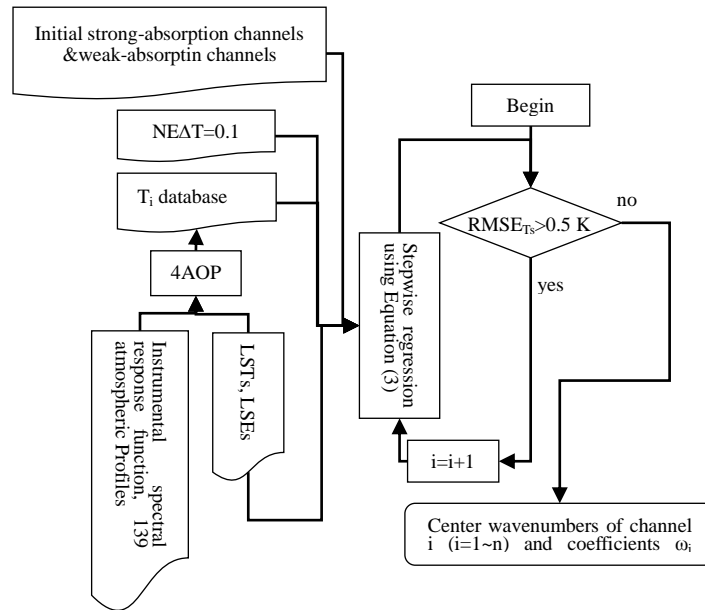 Initial strong-absorption channels
&weak-absorptin channels
NEΔT=0.1
Tᵢ database
4AOP
Instrumental spectral
response function, 139
atmospheric Profiles
LSTs, LSEs
Begin
RMSE_Ts>0.5 K
no
yes
Stepwise regression
using Equation (3)
i=i+1
Center wavenumbers of channel
i (i=1~n) and coefficients ωᵢ